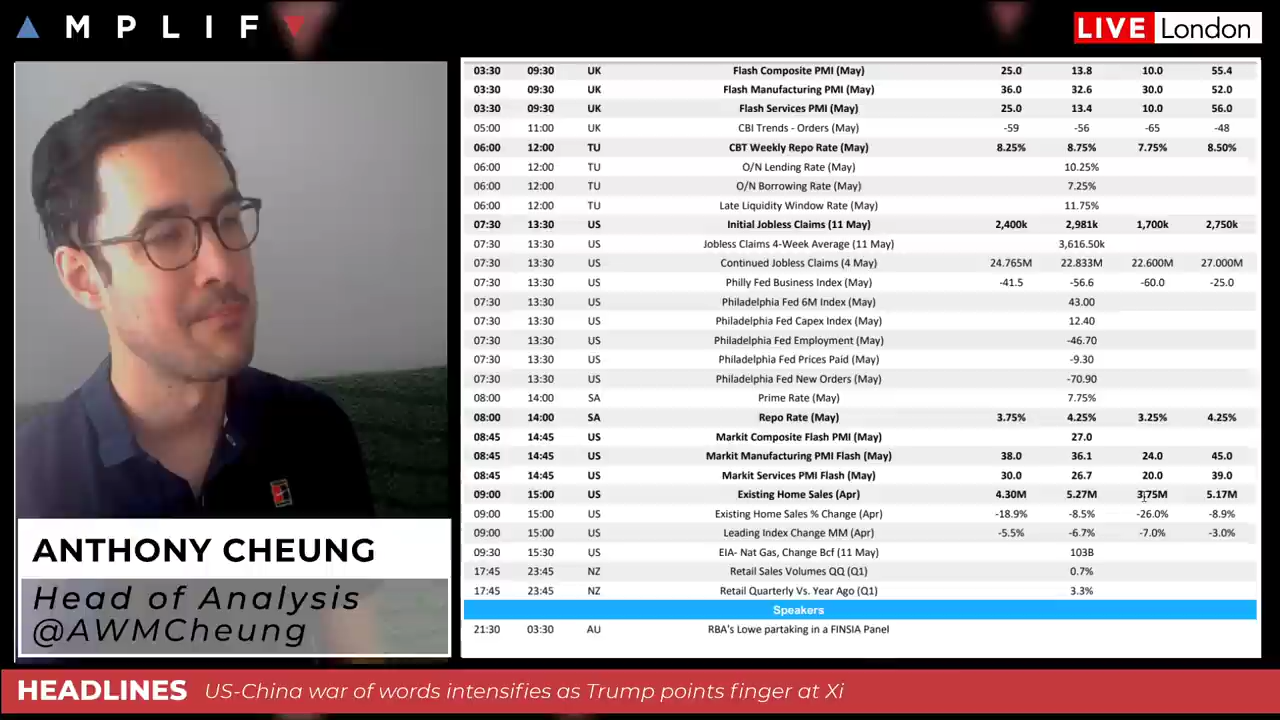 AMPLIFY
LIVE London
03:30 09:30 UK Flash Composite PMI (May) 25.0 13.8 10.0 55.4
03:30 09:30 UK Flash Manufacturing PMI (May) 36.0 32.6 30.0 52.0
03:30 09:30 UK Flash Services PMI (May) 25.0 13.4 10.0 56.0
05:00 11:00 UK CBI Trends - Orders (May) -59 -56 -65 -48
06:00 12:00 TU CBT Weekly Repo Rate (May) 8.25% 8.75% 7.75% 8.50%
06:00 12:00 TU O/N Lending Rate (May) 10.25%
06:00 12:00 TU O/N Borrowing Rate (May) 7.25%
06:00 12:00 TU Late Liquidity Window Rate (May) 11.75%
07:30 13:30 US Initial Jobless Claims (11 May) 2,400k 2,981k 1,700k 2,750k
07:30 13:30 US Jobless Claims 4-Week Average (11 May) 3,616.50k
07:30 13:30 US Continued Jobless Claims (4 May) 24.765M 22.833M 22.600M 27.000M
07:30 13:30 US Philly Fed Business Index (May) -41.5 -56.6 -60.0 -25.0
07:30 13:30 US Philadelphia Fed 6M Index (May) 43.00
07:30 13:30 US Philadelphia Fed Capex Index (May) 12.40
07:30 13:30 US Philadelphia Fed Employment (May) -46.70
07:30 13:30 US Philadelphia Fed Prices Paid (May) -9.30
07:30 13:30 US Philadelphia Fed New Orders (May) -70.90
08:00 14:00 SA Prime Rate (May) 7.75%
08:00 14:00 SA Repo Rate (May) 3.75% 4.25% 3.25% 4.25%
08:45 14:45 US Markit Composite Flash PMI (May) 27.0
08:45 14:45 US Markit Manufacturing PMI Flash (May) 38.0 36.1 24.0 45.0
08:45 14:45 US Markit Services PMI Flash (May) 30.0 26.7 20.0 39.0
09:00 15:00 US Existing Home Sales (Apr) 4.30M 5.27M 3.75M 5.17M
09:00 15:00 US Existing Home Sales % Change (Apr) -18.9% -8.5% -26.0% -8.9%
09:00 15:00 US Leading Index Change MM (Apr) -5.5% -6.7% -7.0% -3.0%
09:30 15:30 US EIA- Nat Gas, Change Bcf (11 May) 103B
17:45 23:45 NZ Retail Sales Volumes QQ (Q1) 0.7%
17:45 23:45 NZ Retail Quarterly Vs. Year Ago (Q1) 3.3%
Speakers
21:30 03:30 AU RBA's Lowe partaking in a FINSIA Panel
ANTHONY CHEUNG
Head of Analysis
@AWMCheung
HEADLINES US-China war of words intensifies as Trump points finger at Xi